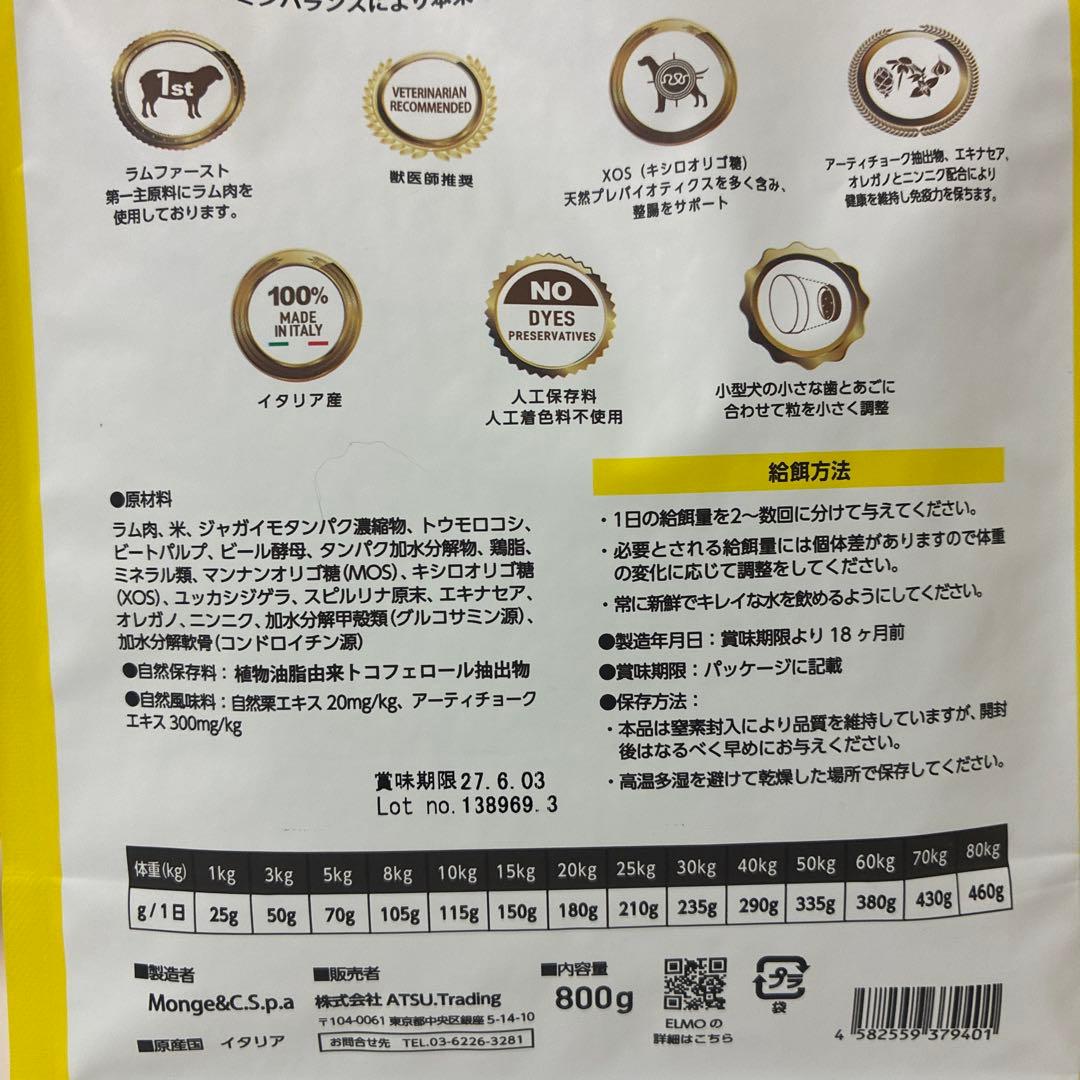 1st
ラムファースト
第一主原料にラム肉を
使用しております。
VETERINARIAN
RECOMMENDED
獣医師推奨
XOS（キシロオリゴ糖）
天然プレバイオティクスを多く含み、
整腸をサポート
アーティチョーク抽出物、エキナセア、
オレガノとニンニク配合により
健康を維持し免疫力を保ちます。
100%
MADE
IN ITALY
イタリア産
NO
DYES
PRESERVATIVES
人工保存料
人工着色料不使用
小型犬の小さな歯とあごに
合わせて粒を小さく調整
●原材料
ラム肉、米、ジャガイモタンパク濃縮物、トウモロコシ、
ビートパルプ、ビール酵母、タンパク加水分解物、鶏脂、
ミネラル類、マンナンオリゴ糖（MOS）、キシロオリゴ糖
（XOS）、ユッカシジゲラ、スピルリナ原末、エキナセア、
オレガノ、ニンニク、加水分解甲殻類（グルコサミン源）、
加水分解軟骨（コンドロイチン源）
●自然保存料：植物油脂由来トコフェロール抽出物
●自然風味料：自然栗エキス 20mg/kg、アーティチョーク
エキス 300mg/kg
賞味期限27.6.03
Lot no.138969.3
給餌方法
・1日の給餌量を2〜数回に分けて与えてください。
・必要とされる給餌量には個体差がありますので体重
の変化に応じて調整をしてください。
・常に新鮮でキレイな水を飲めるようにしてください。
●製造年月日：賞味期限より 18 ヶ月前
●賞味期限：パッケージに記載
●保存方法：
・本品は窒素封入により品質を維持していますが、開封
後はなるべく早めにお与えください。
・高温多湿を避けて乾燥した場所で保存してください。
体重(kg) 1kg 3kg 5kg 8kg 10kg 15kg 20kg 25kg 30kg 40kg 50kg 60kg 70kg 80kg
g/1日 25g 50g 70g 105g 115g 150g 180g 210g 235g 290g 335g 380g 430g 460g
■製造者
Monge&C.S.p.a
■原産国 イタリア
■販売者
株式会社 ATSU.Trading
〒104-0061 東京都中央区銀座 5-14-10
お問合せ先 TEL.03-6226-3281
■内容量
800g
ELMO の
詳細はこちら
プラ
袋
4 582559 379401